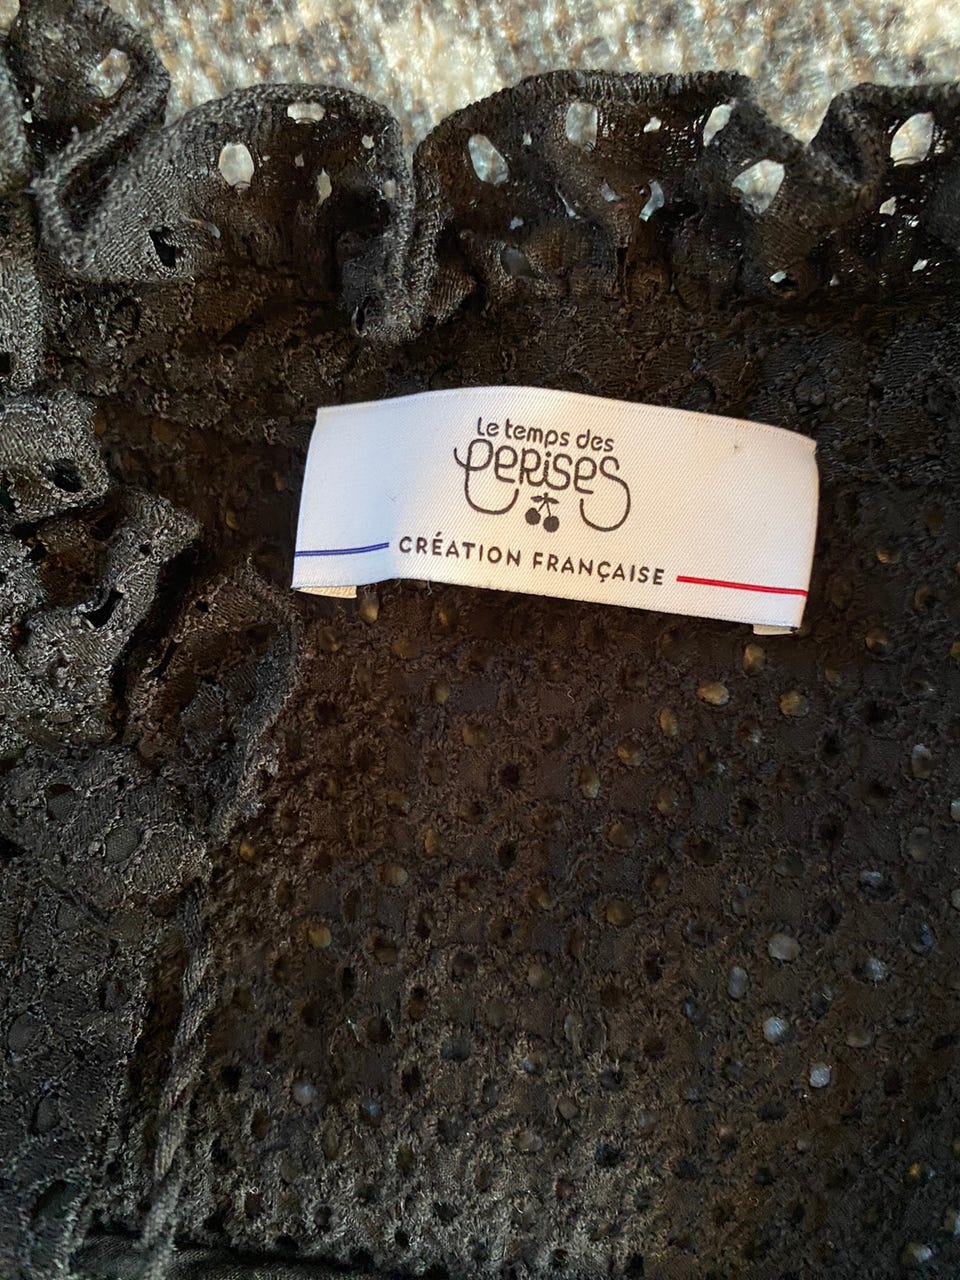 Le temps des
CERiSES
CRÉATION FRANÇAISE